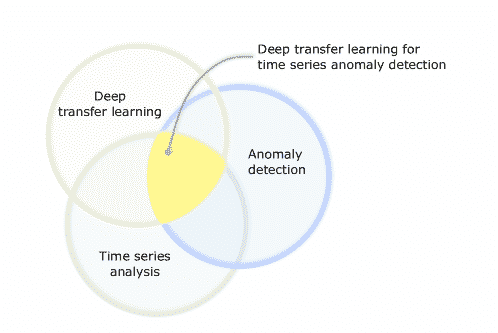 Deep transfer learning for
time series anomaly detection
Deep
transfer learning
Anomaly
detection
Time series
analysis